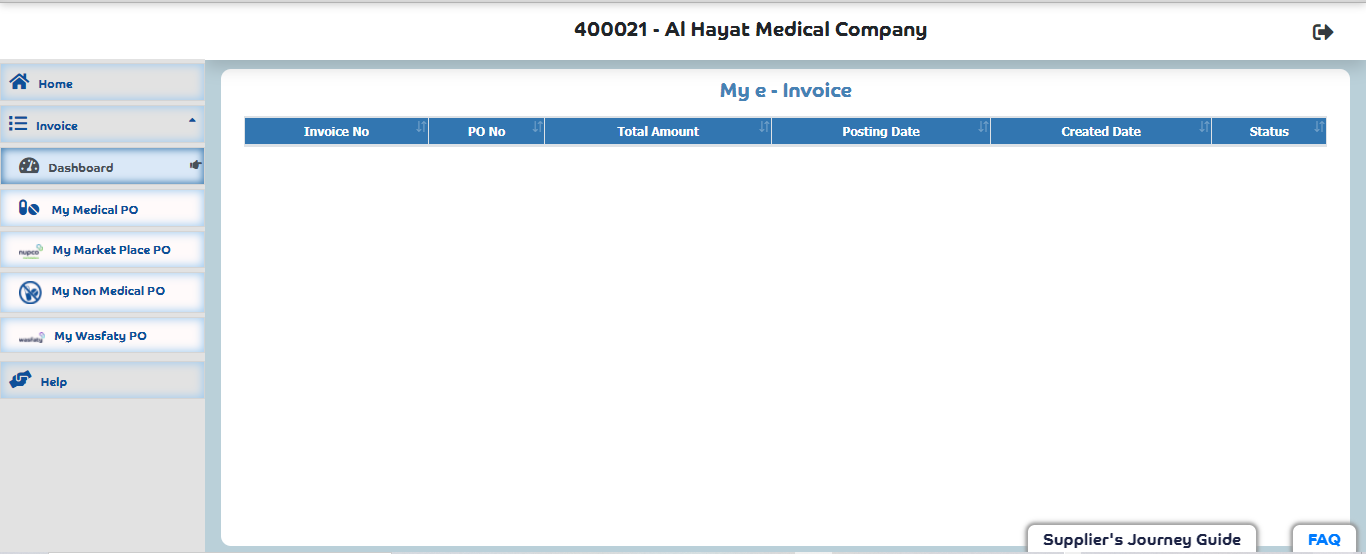 400021 - Al Hayat Medical Company
Home
Invoice
Dashboard
My Medical PO
nupco My Market Place PO
My Non Medical PO
wasfaty My Wasfaty PO
Help
My e - Invoice
Invoice No PO No Total Amount Posting Date Created Date Status
Supplier's Journey Guide FAQ